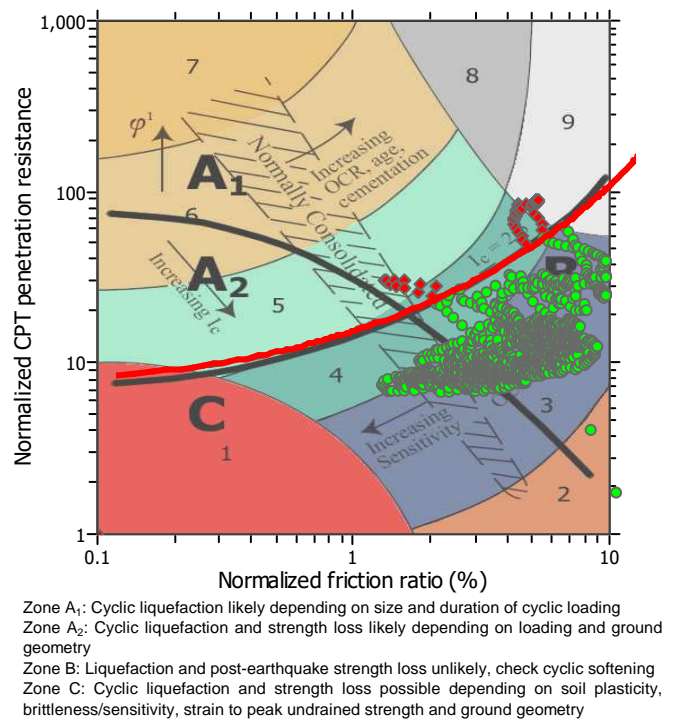 1,000
100
10
1
0.1
1
10
Normalized CPT penetration resistance
Normalized friction ratio (%)
7
8
9
φ¹
A1
A2
6
5
4
3
2
1
B
C
Normally Consolidated
Increasing
OCR, age,
cementation
Increasing Ic
Increasing
Sensitivity
Zone A1: Cyclic liquefaction likely depending on size and duration of cyclic loading
Zone A2: Cyclic liquefaction and strength loss likely depending on loading and ground
geometry
Zone B: Liquefaction and post-earthquake strength loss unlikely, check cyclic softening
Zone C: Cyclic liquefaction and strength loss possible depending on soil plasticity,
brittleness/sensitivity, strain to peak undrained strength and ground geometry